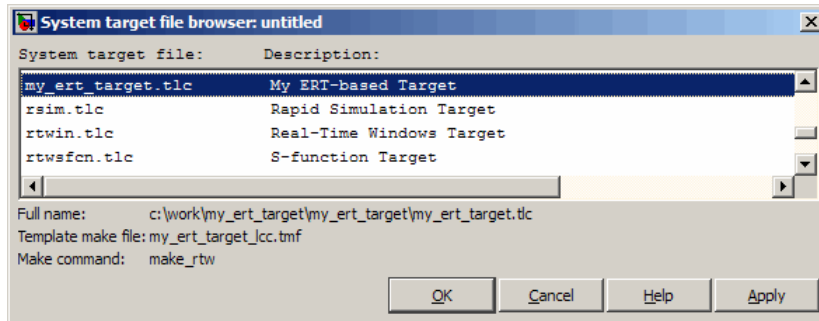 System target file browser: untitled
System target file: Description:
my_ert_target.tlc My ERT-based Target
rsim.tlc Rapid Simulation Target
rtwin.tlc Real-Time Windows Target
rtwsfcn.tlc S-function Target
Full name: c:\work\my_ert_target\my_ert_target\my_ert_target.tlc
Template make file: my_ert_target_lcc.tmf
Make command: make_rtw
OK Cancel Help Apply